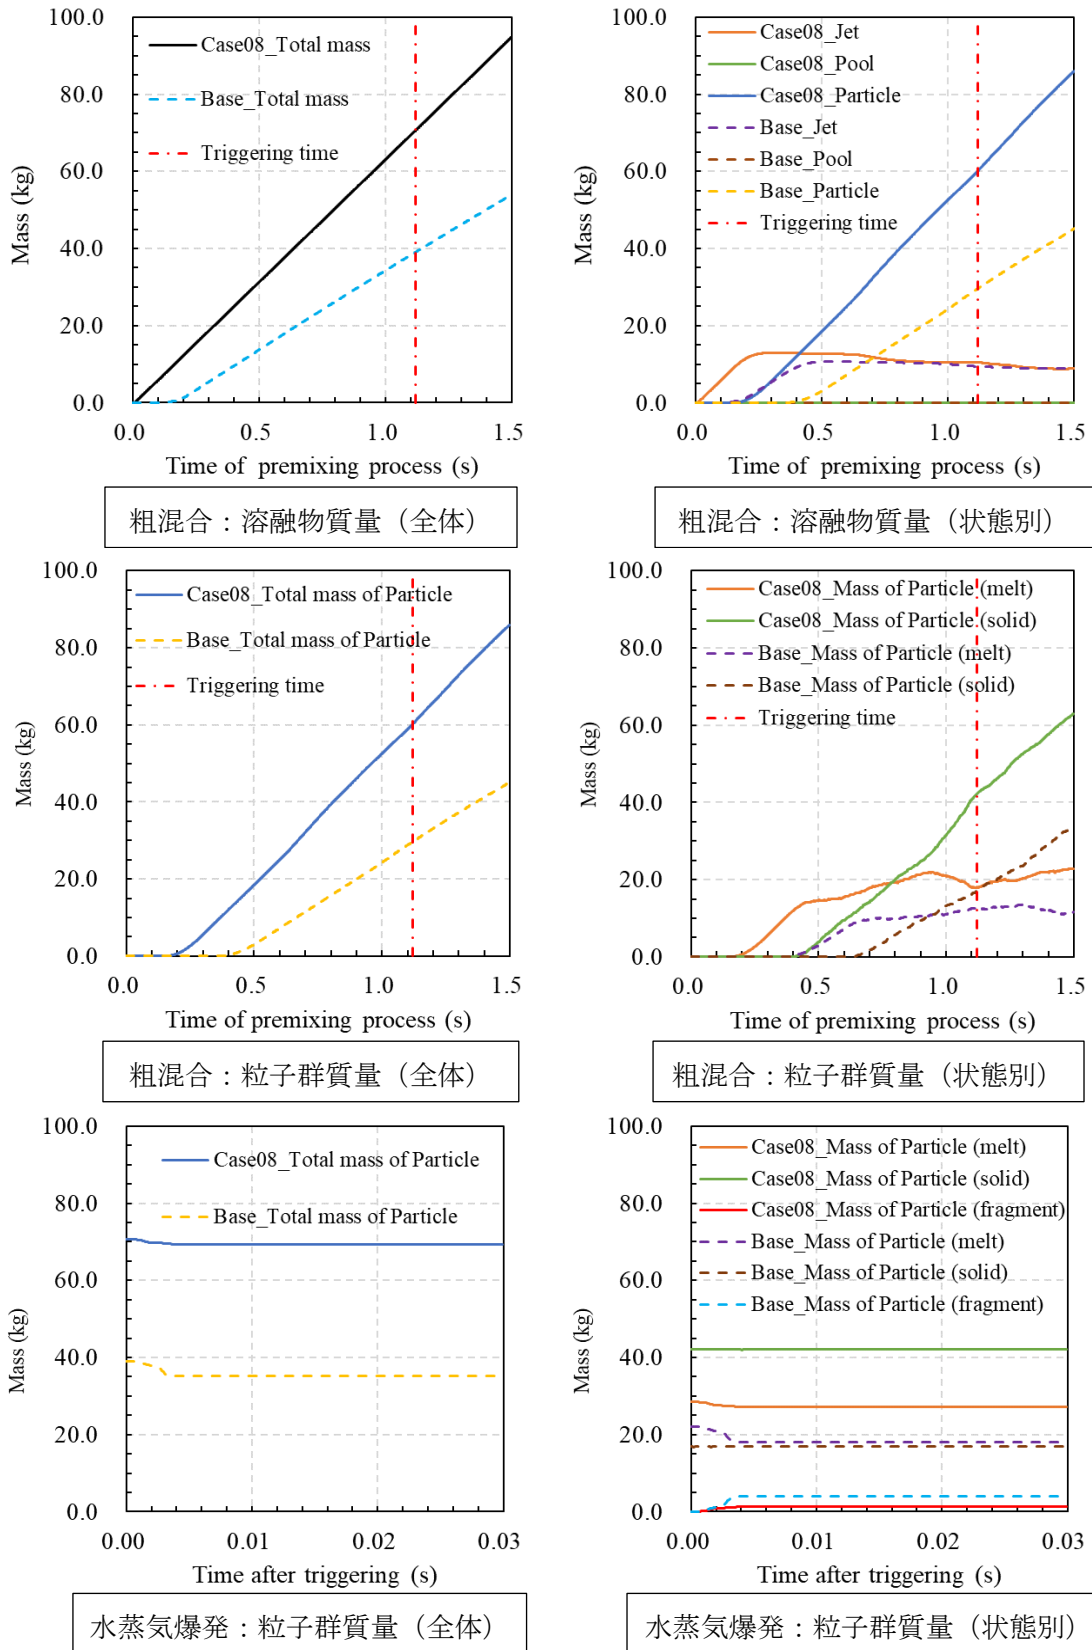 100.0
80.0
60.0
40.0
20.0
0.0
Mass (kg)
Case08_Total mass
Base_Total mass
Triggering time
0.0 0.5 1.0 1.5
Time of premixing process (s)
粗混合：溶融物質量（全体）
100.0
80.0
60.0
40.0
20.0
0.0
Mass (kg)
Case08_Jet
Case08_Pool
Case08_Particle
Base_Jet
Base_Pool
Base_Particle
Triggering time
0.0 0.5 1.0 1.5
Time of premixing process (s)
粗混合：溶融物質量（状態別）
100.0
80.0
60.0
40.0
20.0
0.0
Mass (kg)
Case08_Total mass of Particle
Base_Total mass of Particle
Triggering time
0.0 0.5 1.0 1.5
Time of premixing process (s)
粗混合：粒子群質量（全体）
100.0
80.0
60.0
40.0
20.0
0.0
Mass (kg)
Case08_Mass of Particle (melt)
Case08_Mass of Particle (solid)
Base_Mass of Particle (melt)
Base_Mass of Particle (solid)
Triggering time
0.0 0.5 1.0 1.5
Time of premixing process (s)
粗混合：粒子群質量（状態別）
100.0
80.0
60.0
40.0
20.0
0.0
Mass (kg)
Case08_Total mass of Particle
Base_Total mass of Particle
0.00 0.01 0.02 0.03
Time after triggering (s)
水蒸気爆発：粒子群質量（全体）
100.0
80.0
60.0
40.0
20.0
0.0
Mass (kg)
Case08_Mass of Particle (melt)
Case08_Mass of Particle (solid)
Case08_Mass of Particle (fragment)
Base_Mass of Particle (melt)
Base_Mass of Particle (solid)
Base_Mass of Particle (fragment)
0.00 0.01 0.02 0.03
Time after triggering (s)
水蒸気爆発：粒子群質量（状態別）